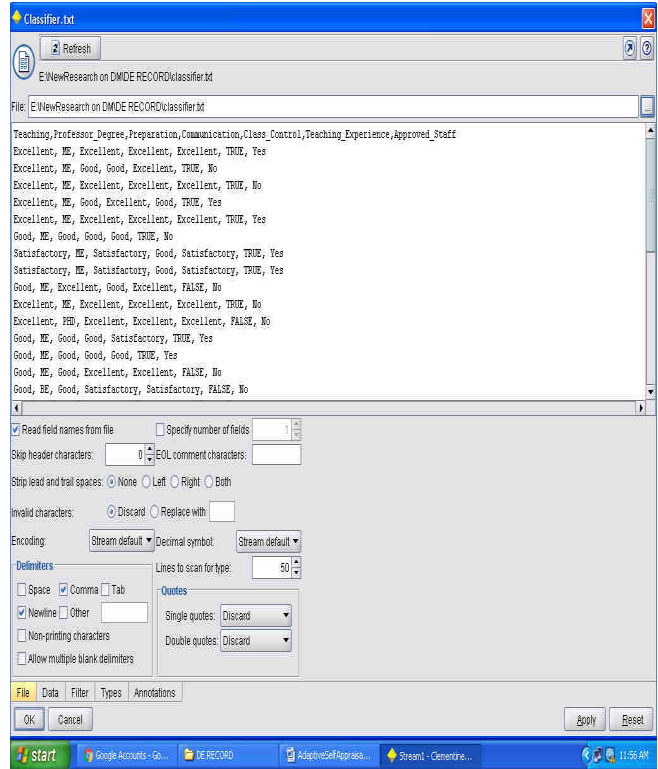 Classifier.txt
2 Refresh
E:\NewResearch on DM\DE RECORD\classifier.txt
File: E:\NewResearch on DM\DE RECORD\classifier.txt ...
Teaching,Professor_Degree,Preparation,Communication,Class_Control,Teaching_Experience,Approved_Staff
Excellent, ME, Excellent, Excellent, Excellent, TRUE, Yes
Excellent, ME, Good, Good, Excellent, TRUE, No
Excellent, ME, Excellent, Excellent, Excellent, TRUE, No
Excellent, ME, Good, Excellent, Good, TRUE, Yes
Excellent, ME, Excellent, Excellent, Excellent, TRUE, Yes
Good, ME, Good, Good, Good, TRUE, No
Satisfactory, ME, Satisfactory, Good, Satisfactory, TRUE, Yes
Satisfactory, ME, Satisfactory, Good, Satisfactory, TRUE, Yes
Good, ME, Excellent, Good, Excellent, FALSE, No
Excellent, ME, Excellent, Excellent, Excellent, TRUE, No
Excellent, PHD, Excellent, Excellent, Excellent, FALSE, No
Good, ME, Good, Good, Satisfactory, TRUE, Yes
Good, ME, Good, Good, Good, TRUE, Yes
Good, ME, Good, Excellent, Excellent, FALSE, No
Good, BE, Good, Satisfactory, Satisfactory, FALSE, No
Read field names from file Specify number of fields 1
Skip header characters: 0 EOL comment characters:
Strip lead and trail spaces: None Left Right Both
Invalid characters: Discard Replace with
Encoding: Stream default Decimal symbol: Stream default
Delimiters Lines to scan for type: 50
Space Comma Tab Quotes
Newline Other Single quotes: Discard
Non-printing characters Double quotes: Discard
Allow multiple blank delimiters
File Data Filter Types Annotations
OK Cancel Apply Reset
start Google Accounts - Go... DE RECORD AdaptiveSelfAppraisa... Stream1 - Clementine... 11:56 AM